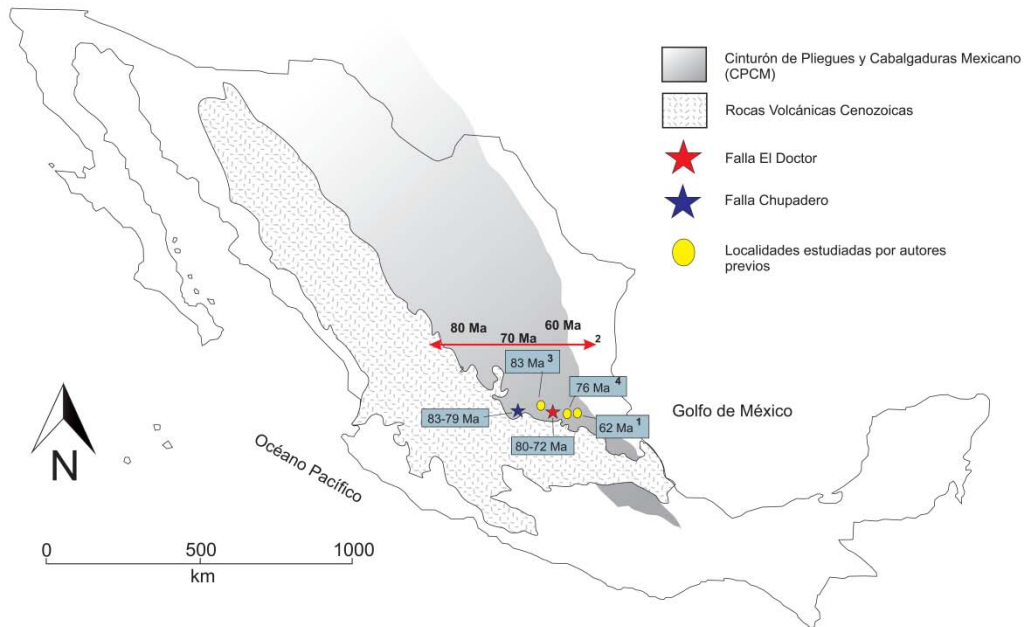 Cinturón de Pliegues y Cabalgaduras Mexicano
(CPCM)
Rocas Volcánicas Cenozoicas
Falla El Doctor
Falla Chupadero
Localidades estudiadas por autores
previos
80 Ma
70 Ma
60 Ma
2
83 Ma 3
76 Ma 4
83-79 Ma
62 Ma 1
80-72 Ma
Golfo de México
Océano Pacífico
N
0 500 1000
km